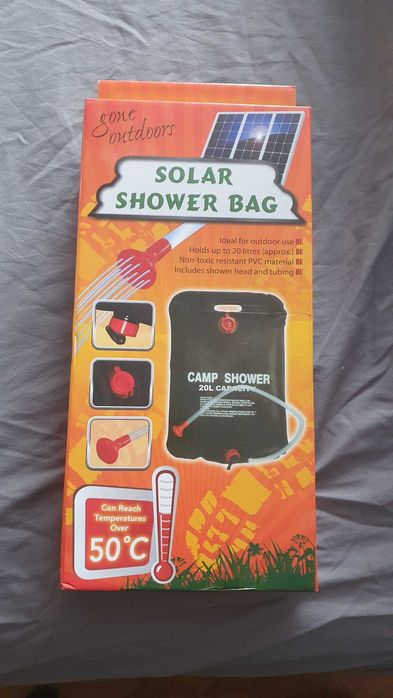 gone
outdoors
SOLAR
SHOWER BAG
Ideal for outdoor use
Holds up to 20 litres (approx.)
Non-toxic resistant PVC material
Includes shower head and tubing
CAMP SHOWER
20L CAPACITY
Can Reach
Temperatures
Over
50°C